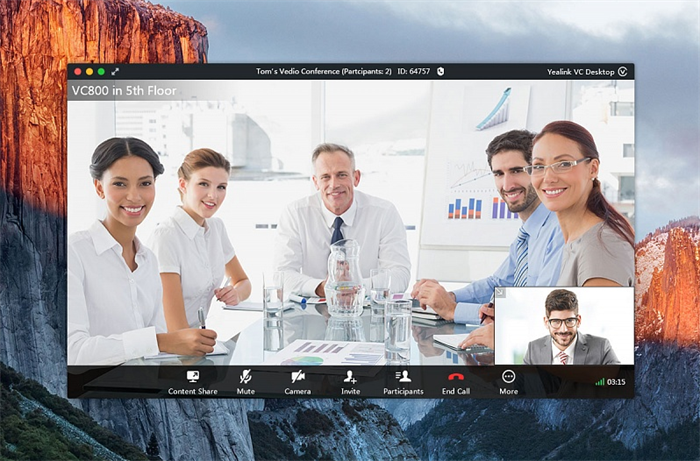 Tom's Vedio Conference (Partcipants: 2) ID: 64757
Yealink VC Desktop
VC800 in 5th Floor
Content Share
Mute
Camera
Invite
Participants
End Call
More
03:15